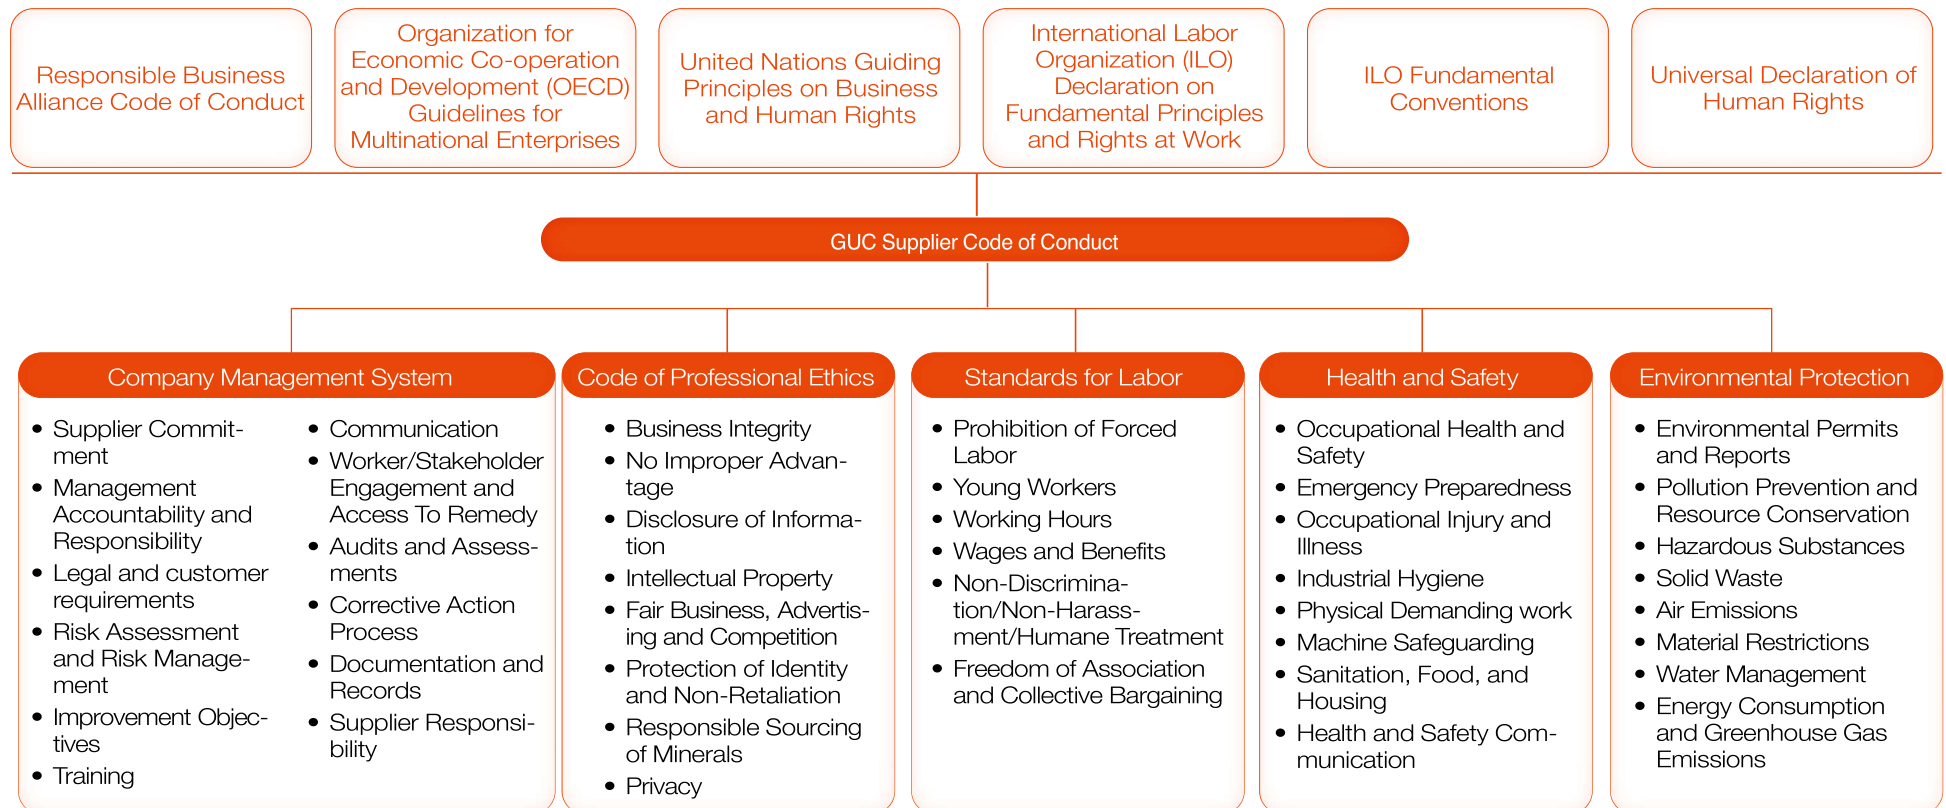 Responsible Business
Alliance Code of Conduct
Organization for
Economic Co-operation
and Development (OECD)
Guidelines for
Multinational Enterprises
United Nations Guiding
Principles on Business
and Human Rights
International Labor
Organization (ILO)
Declaration on
Fundamental Principles
and Rights at Work
ILO Fundamental
Conventions
Universal Declaration of
Human Rights
GUC Supplier Code of Conduct
Company Management System
• Supplier Commit-
ment
• Management
Accountability and
Responsibility
• Legal and customer
requirements
• Risk Assessment
and Risk Manage-
ment
• Improvement Objec-
tives
• Training
• Communication
• Worker/Stakeholder
Engagement and
Access To Remedy
• Audits and Assess-
ments
• Corrective Action
Process
• Documentation and
Records
• Supplier Responsi-
bility
Code of Professional Ethics
• Business Integrity
• No Improper Advan-
tage
• Disclosure of Informa-
tion
• Intellectual Property
• Fair Business, Advertis-
ing and Competition
• Protection of Identity
and Non-Retaliation
• Responsible Sourcing
of Minerals
• Privacy
Standards for Labor
• Prohibition of Forced
Labor
• Young Workers
• Working Hours
• Wages and Benefits
• Non-Discrimina-
tion/Non-Harass-
ment/Humane Treatment
• Freedom of Association
and Collective Bargaining
Health and Safety
• Occupational Health and
Safety
• Emergency Preparedness
• Occupational Injury and
Illness
• Industrial Hygiene
• Physical Demanding work
• Machine Safeguarding
• Sanitation, Food, and
Housing
• Health and Safety Com-
munication
Environmental Protection
• Environmental Permits
and Reports
• Pollution Prevention and
Resource Conservation
• Hazardous Substances
• Solid Waste
• Air Emissions
• Material Restrictions
• Water Management
• Energy Consumption
and Greenhouse Gas
Emissions